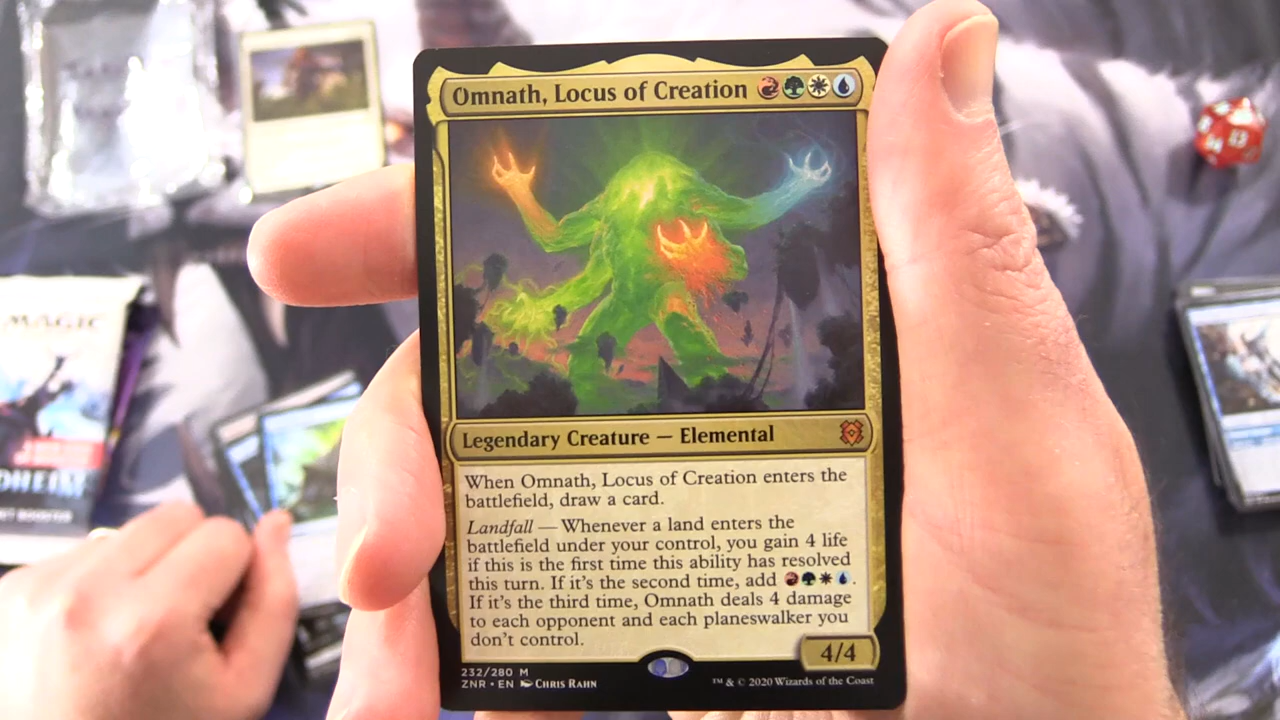 Omnath, Locus of Creation
Legendary Creature — Elemental
When Omnath, Locus of Creation enters the
battlefield, draw a card.
Landfall — Whenever a land enters the
battlefield under your control, you gain 4 life
if this is the first time this ability has resolved
this turn. If it's the second time, add .
If it's the third time, Omnath deals 4 damage
to each opponent and each planeswalker you
don't control.
4/4
232/280 M
ZNR • EN Chris Rahn
™ & © 2020 Wizards of the Coast
MAGIC
13